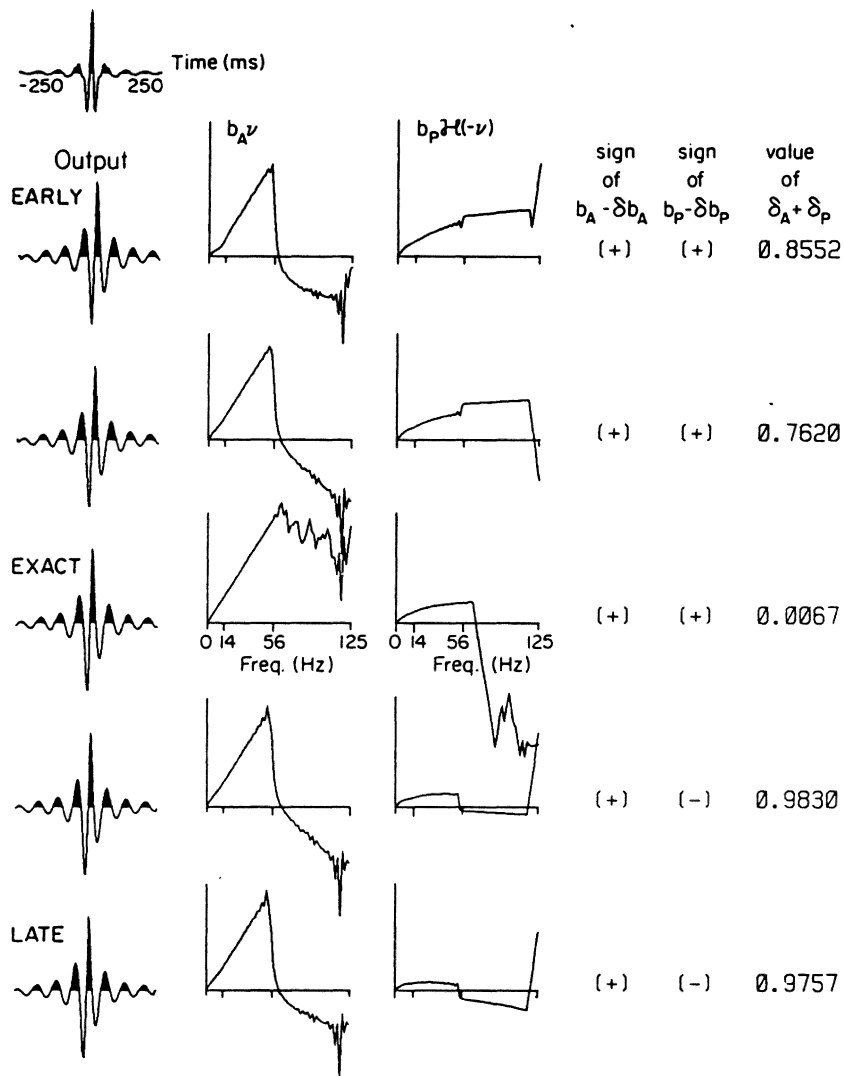 Time (ms)
-250 250
b_A ν b_P ℋ(-ν)
sign sign value
of of of
Output b_A - δb_A b_P - δb_P δ_A + δ_P
EARLY
(+) (+) 0.8552
(+) (+) 0.7620
EXACT
(+) (+) 0.0067
0 14 56 125 0 14 56 125
Freq. (Hz) Freq. (Hz)
(+) (-) 0.9830
LATE
(+) (-) 0.9757